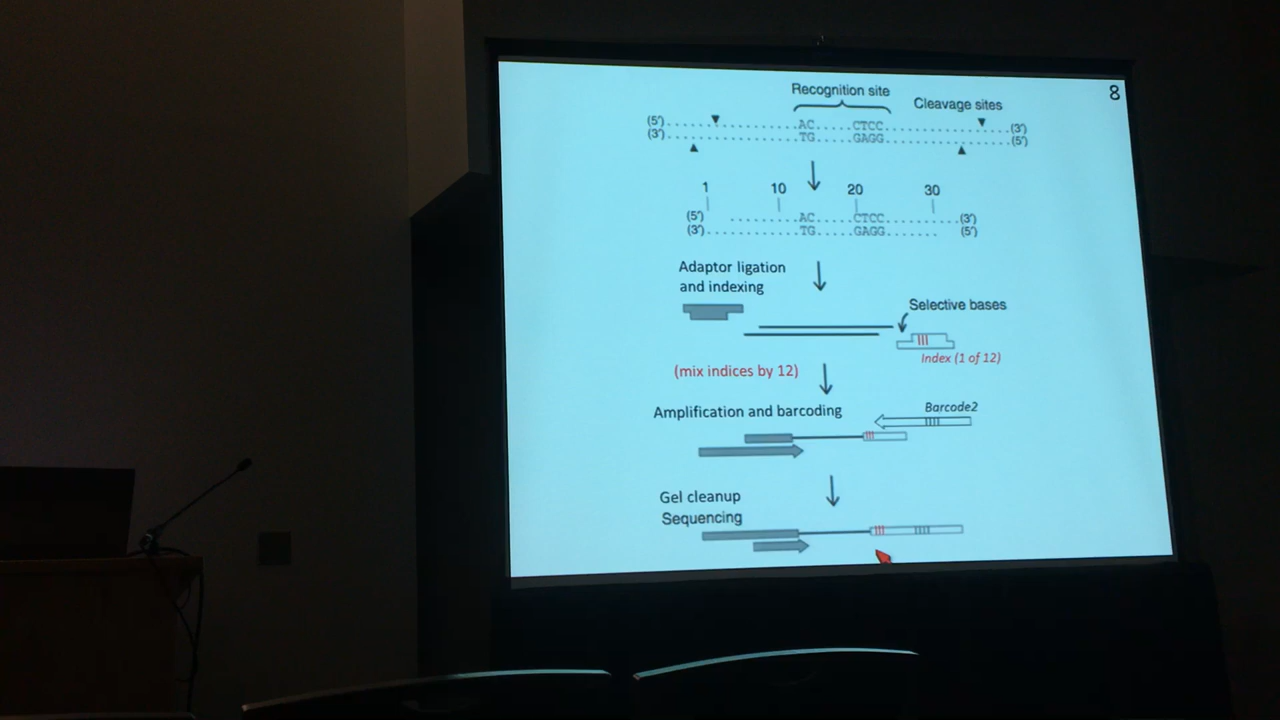 8
Recognition site
Cleavage sites
(5') ............AC.....CTCC............ (3')
(3') ............TG.....GAGG............ (5')
1 10 20 30
(5') .........AC.....CTCC.......... (3')
(3') ............TG.....GAGG....... (5')
Adaptor ligation
and indexing
Selective bases
Index (1 of 12)
(mix indices by 12)
Amplification and barcoding
Barcode2
Gel cleanup
Sequencing